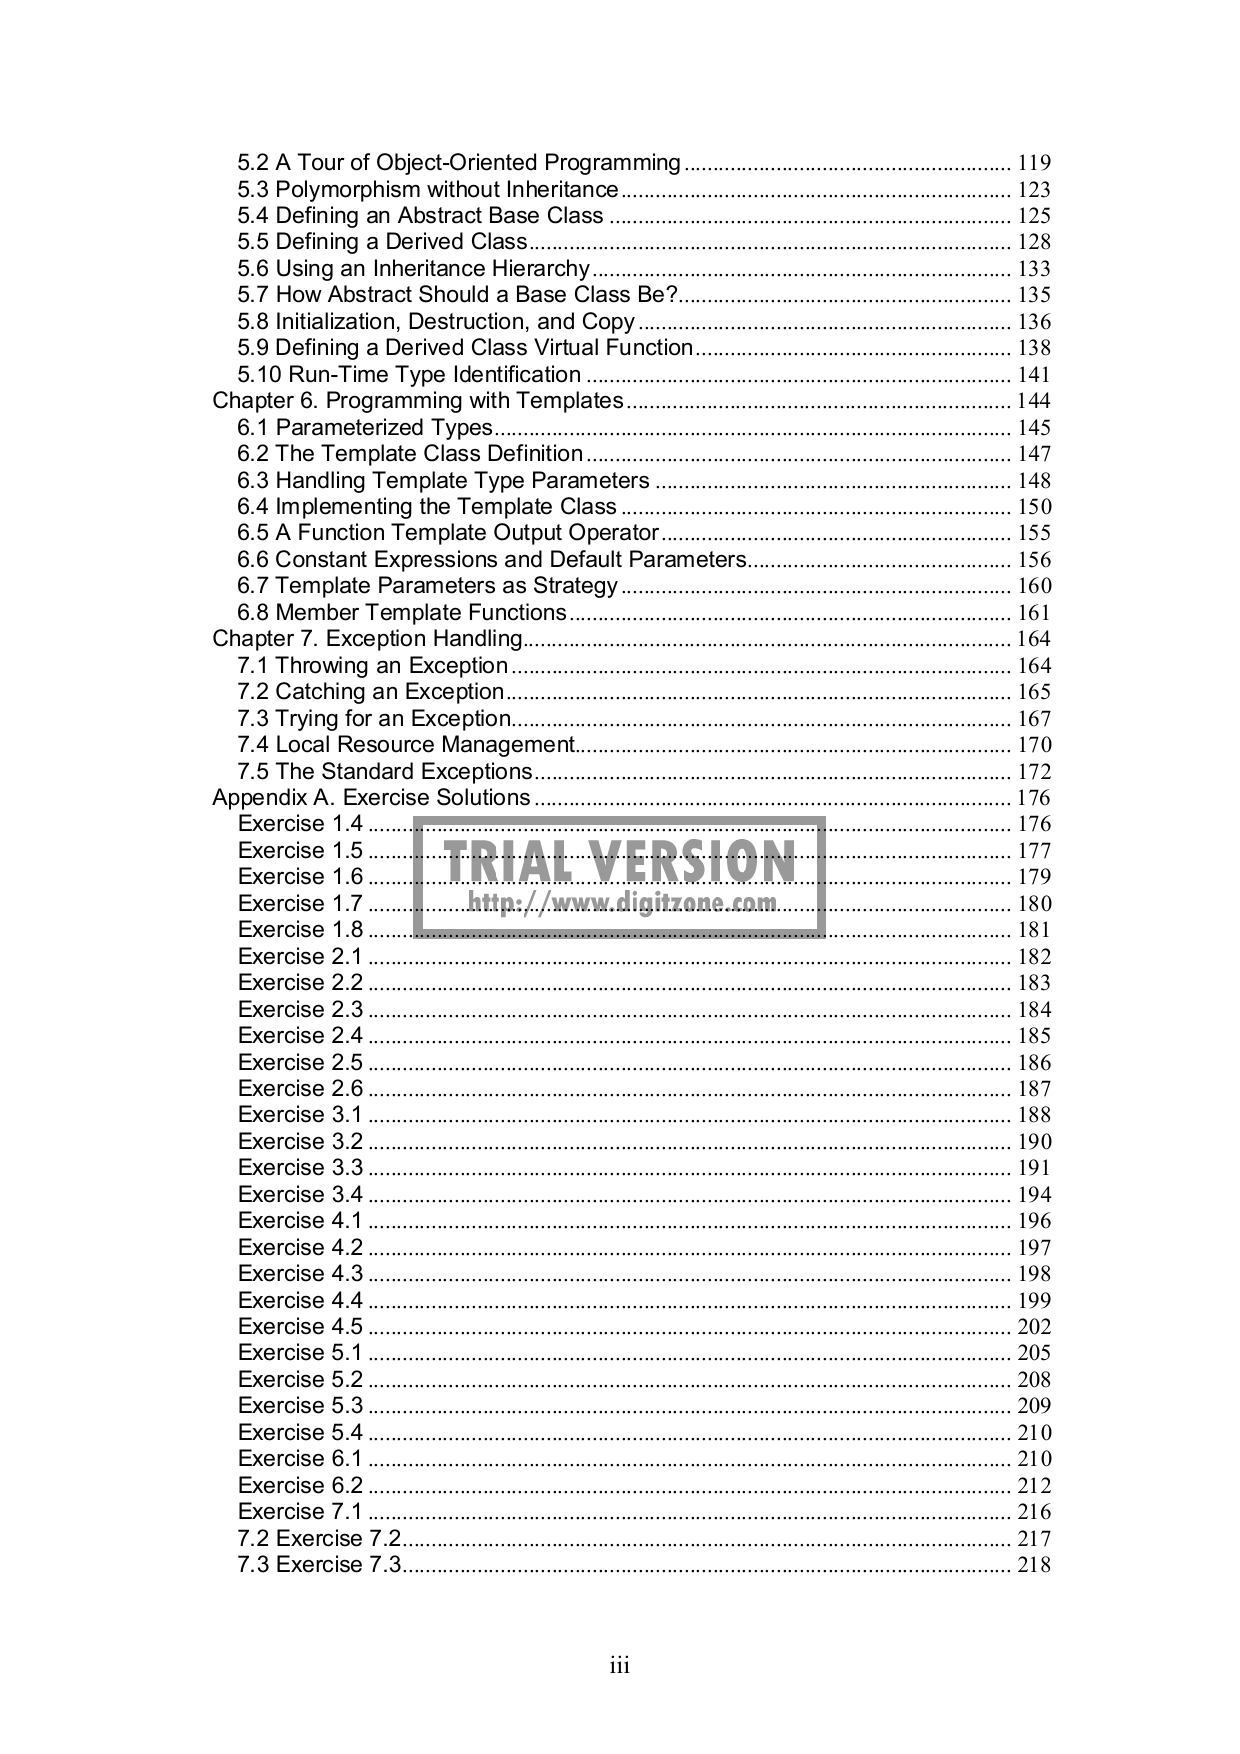 5.2 A Tour of Object-Oriented Programming ........................................................ 119
5.3 Polymorphism without Inheritance ................................................................... 123
5.4 Defining an Abstract Base Class ..................................................................... 125
5.5 Defining a Derived Class ................................................................................... 128
5.6 Using an Inheritance Hierarchy ........................................................................ 133
5.7 How Abstract Should a Base Class Be? ......................................................... 135
5.8 Initialization, Destruction, and Copy ................................................................ 136
5.9 Defining a Derived Class Virtual Function ...................................................... 138
5.10 Run-Time Type Identification ......................................................................... 141
Chapter 6. Programming with Templates .................................................................. 144
6.1 Parameterized Types ......................................................................................... 145
6.2 The Template Class Definition ......................................................................... 147
6.3 Handling Template Type Parameters ............................................................. 148
6.4 Implementing the Template Class ................................................................... 150
6.5 A Function Template Output Operator ............................................................ 155
6.6 Constant Expressions and Default Parameters ............................................. 156
6.7 Template Parameters as Strategy ................................................................... 160
6.8 Member Template Functions ............................................................................ 161
Chapter 7. Exception Handling .................................................................................... 164
7.1 Throwing an Exception ...................................................................................... 164
7.2 Catching an Exception ....................................................................................... 165
7.3 Trying for an Exception ...................................................................................... 167
7.4 Local Resource Management ........................................................................... 170
7.5 The Standard Exceptions .................................................................................. 172
Appendix A. Exercise Solutions .................................................................................. 176
Exercise 1.4 ............................................................................................................... 176
Exercise 1.5 ............................................................................................................... 177
TRIAL VERSION
Exercise 1.6 ............................................................................................................... 179
Exercise 1.7 ............................................................................................................... 180
http://www.digitzone.com
Exercise 1.8 ............................................................................................................... 181
Exercise 2.1 ............................................................................................................... 182
Exercise 2.2 ............................................................................................................... 183
Exercise 2.3 ............................................................................................................... 184
Exercise 2.4 ............................................................................................................... 185
Exercise 2.5 ............................................................................................................... 186
Exercise 2.6 ............................................................................................................... 187
Exercise 3.1 ............................................................................................................... 188
Exercise 3.2 ............................................................................................................... 190
Exercise 3.3 ............................................................................................................... 191
Exercise 3.4 ............................................................................................................... 194
Exercise 4.1 ............................................................................................................... 196
Exercise 4.2 ............................................................................................................... 197
Exercise 4.3 ............................................................................................................... 198
Exercise 4.4 ............................................................................................................... 199
Exercise 4.5 ............................................................................................................... 202
Exercise 5.1 ............................................................................................................... 205
Exercise 5.2 ............................................................................................................... 208
Exercise 5.3 ............................................................................................................... 209
Exercise 5.4 ............................................................................................................... 210
Exercise 6.1 ............................................................................................................... 210
Exercise 6.2 ............................................................................................................... 212
Exercise 7.1 ............................................................................................................... 216
7.2 Exercise 7.2 ......................................................................................................... 217
7.3 Exercise 7.3 ......................................................................................................... 218
iii